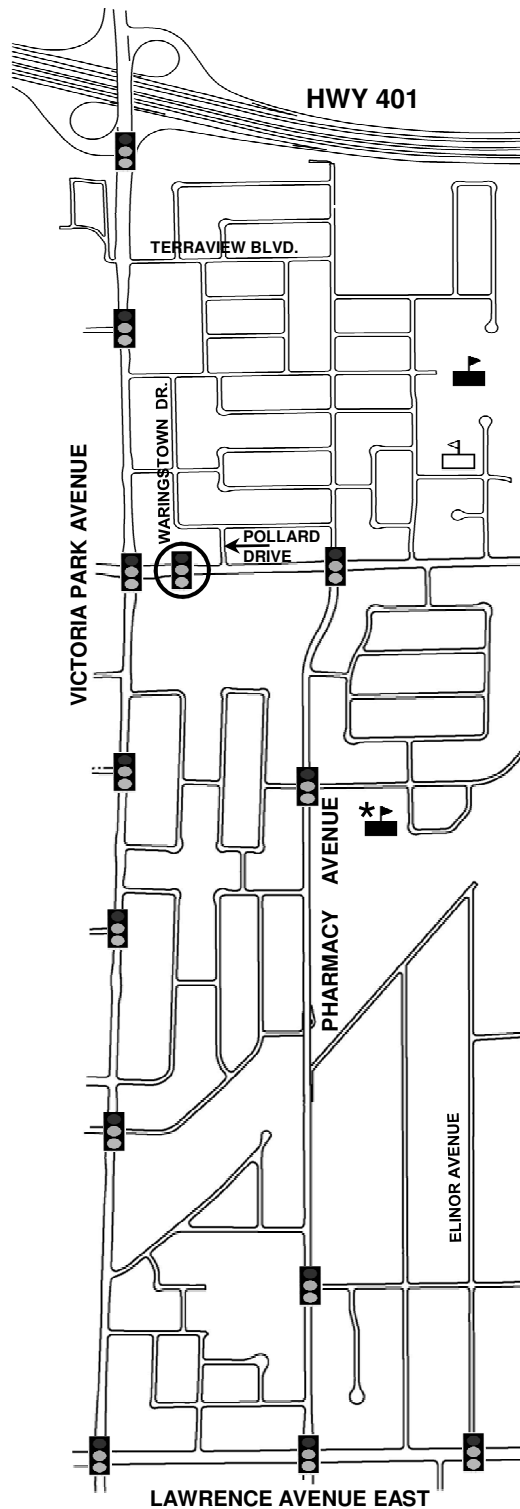 HWY 401
TERRAVIEW BLVD.
WARINGSTOWN DR.
VICTORIA PARK AVENUE
POLLARD
DRIVE
*
PHARMACY AVENUE
ELINOR AVENUE
LAWRENCE AVENUE EAST